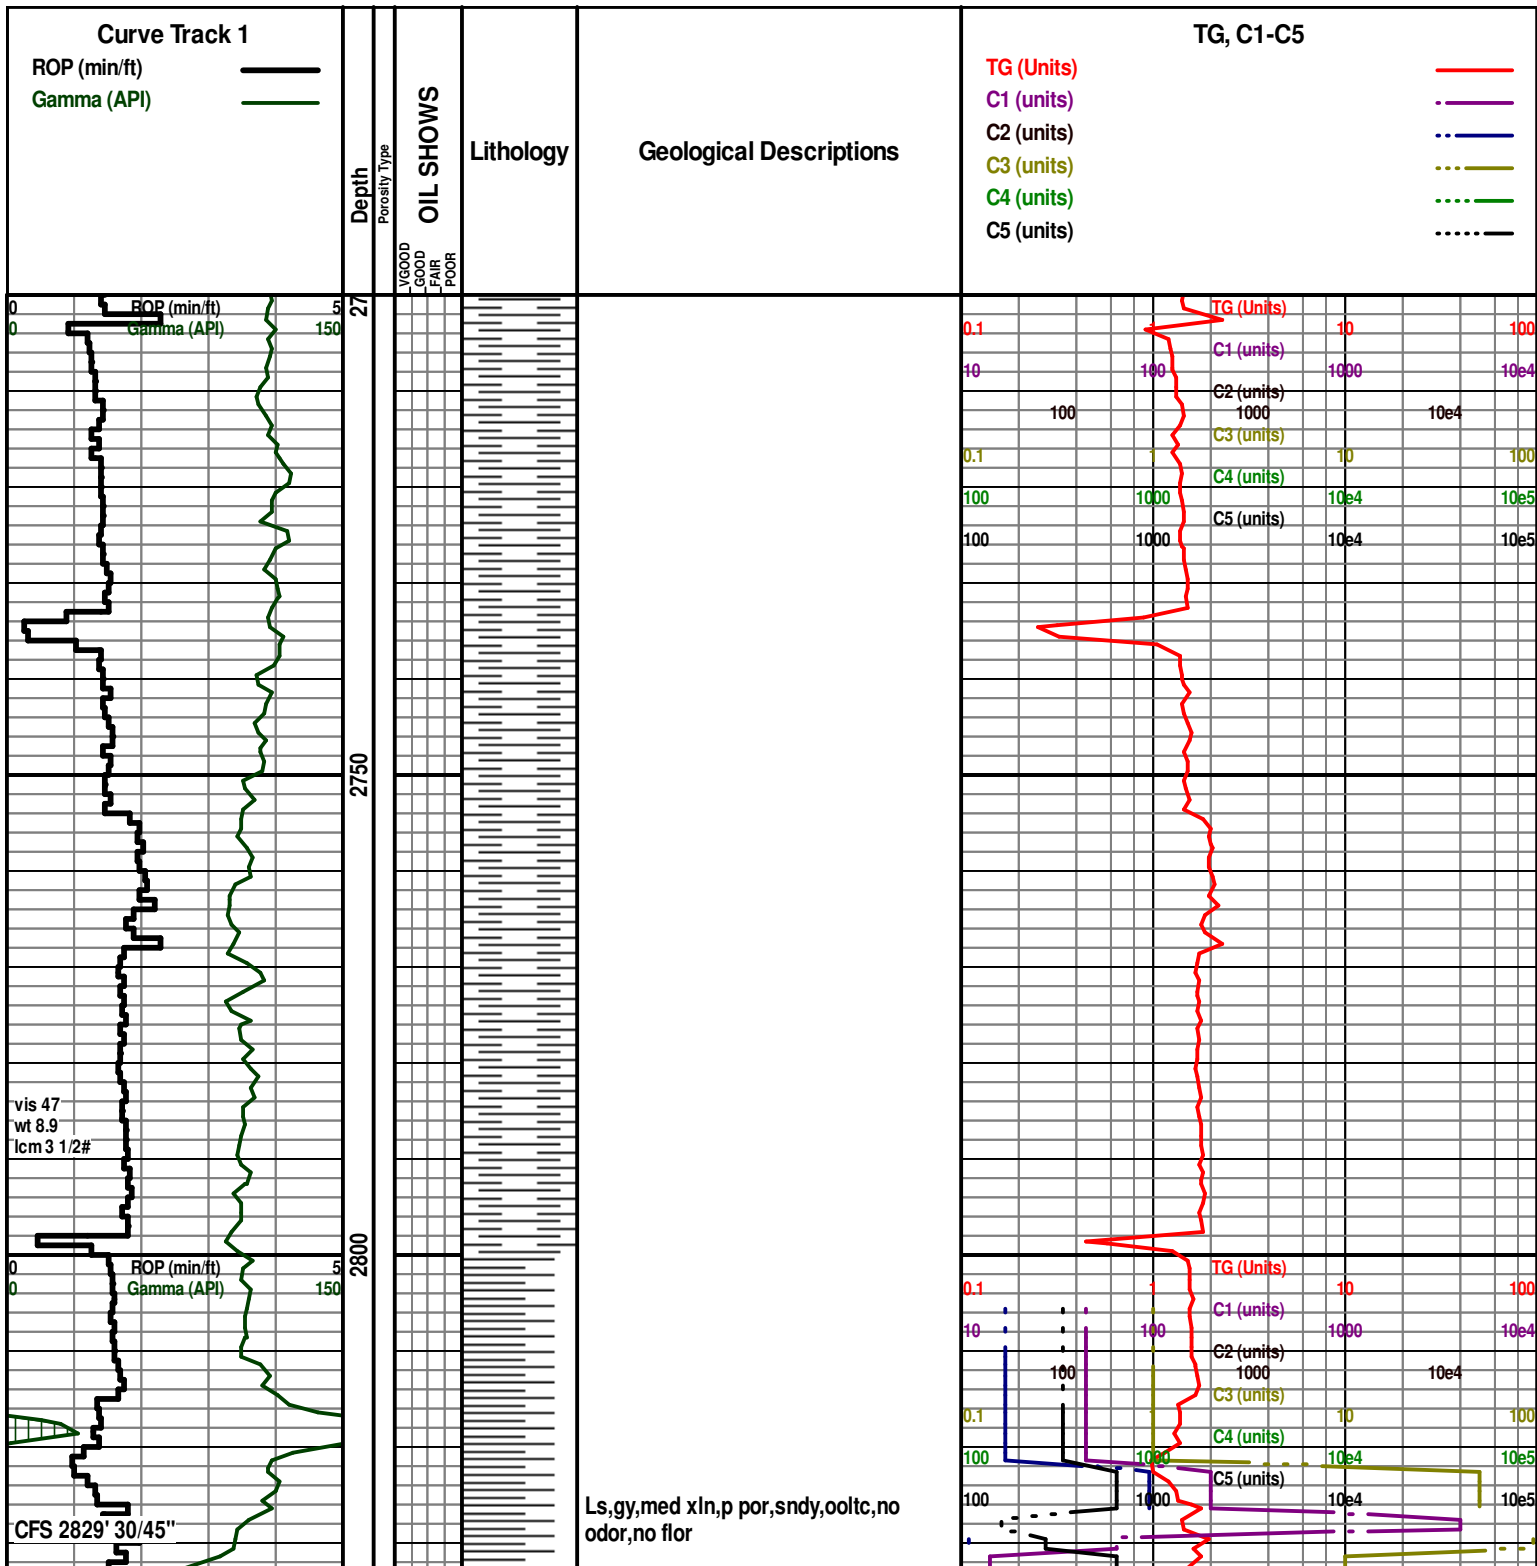 Curve Track 1
ROP (min/ft)
Gamma (API)
Depth
Porosity Type
OIL SHOWS
VGOOD
GOOD
FAIR
POOR
Lithology
Geological Descriptions
TG, C1-C5
TG (Units)
C1 (units)
C2 (units)
C3 (units)
C4 (units)
C5 (units)
0 ROP (min/ft) 5
0 Gamma (API) 150
27
TG (Units)
0.1 1 10 100
C1 (units)
10 100 1000 10e4
C2 (units)
100 1000 10e4
C3 (units)
0.1 1 10 100
C4 (units)
100 1000 10e4 10e5
C5 (units)
100 1000 10e4 10e5
2750
vis 47
wt 8.9
lcm 3 1/2#
2800
0 ROP (min/ft) 5
0 Gamma (API) 150
TG (Units)
0.1 1 10 100
C1 (units)
10 100 1000 10e4
C2 (units)
100 1000 10e4
C3 (units)
0.1 10 100
C4 (units)
100 1000 10e4 10e5
C5 (units)
100 1000 10e4 10e5
Ls,gy,med xln,p por,sndy,ooltc,no
odor,no flor
CFS 2829' 30/45"